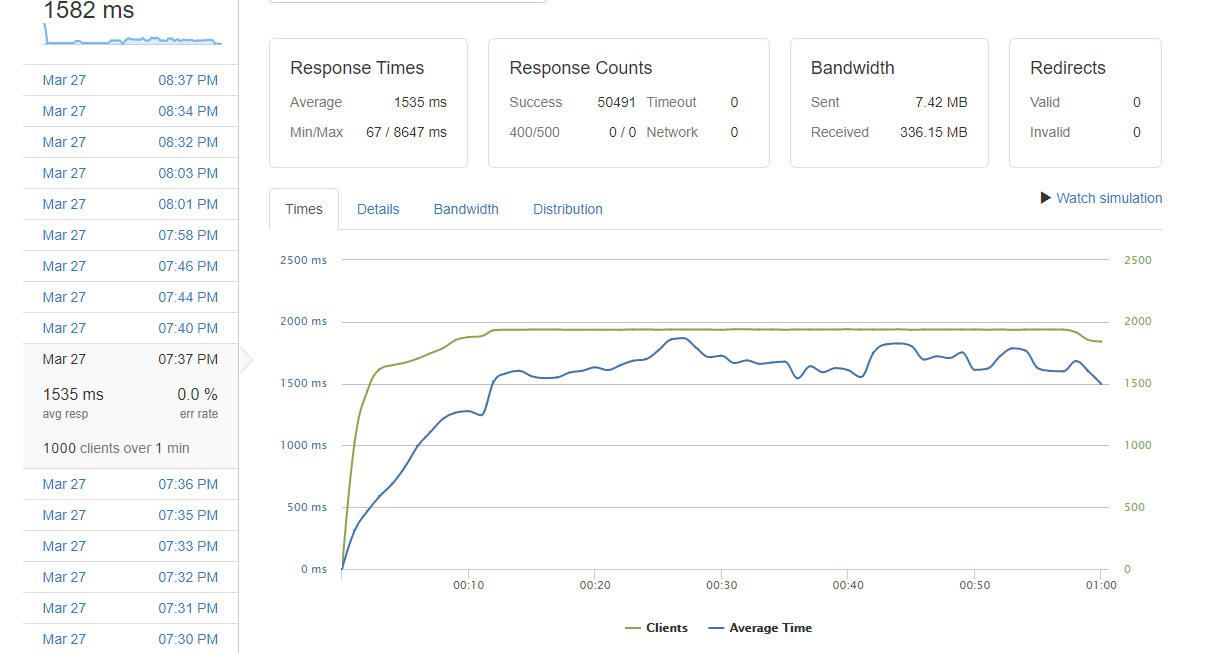 1582 ms
Mar 27 08:37 PM
Mar 27 08:34 PM
Mar 27 08:32 PM
Mar 27 08:03 PM
Mar 27 08:01 PM
Mar 27 07:58 PM
Mar 27 07:46 PM
Mar 27 07:44 PM
Mar 27 07:40 PM
Mar 27 07:37 PM
1535 ms 0.0 %
avg resp err rate
1000 clients over 1 min
Mar 27 07:36 PM
Mar 27 07:35 PM
Mar 27 07:33 PM
Mar 27 07:32 PM
Mar 27 07:31 PM
Mar 27 07:30 PM
Response Times
Average 1535 ms
Min/Max 67 / 8647 ms
Response Counts
Success 50491 Timeout 0
400/500 0 / 0 Network 0
Bandwidth
Sent 7.42 MB
Received 336.15 MB
Redirects
Valid 0
Invalid 0
Times Details Bandwidth Distribution
Watch simulation
2500 ms 2500
2000 ms 2000
1500 ms 1500
1000 ms 1000
500 ms 500
0 ms 0
00:10 00:20 00:30 00:40 00:50 01:00
Clients Average Time